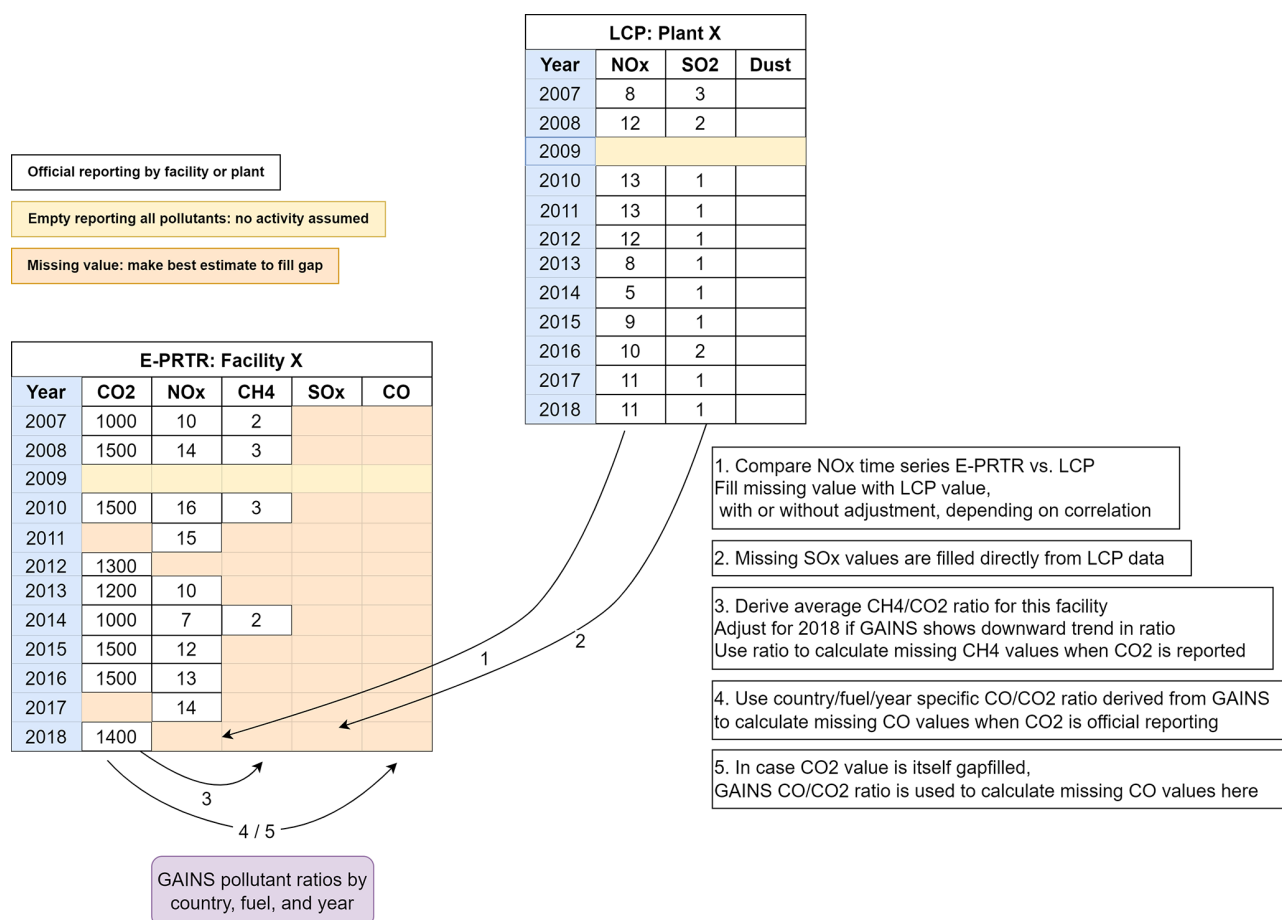 LCP: Plant X
Year NOx SO2 Dust
2007 8 3
2008 12 2
2009
2010 13 1
2011 13 1
2012 12 1
2013 8 1
2014 5 1
2015 9 1
2016 10 2
2017 11 1
2018 11 1
Official reporting by facility or plant
Empty reporting all pollutants: no activity assumed
Missing value: make best estimate to fill gap
E-PRTR: Facility X
Year CO2 NOx CH4 SOx CO
2007 1000 10 2
2008 1500 14 3
2009
2010 1500 16 3
2011 15
2012 1300
2013 1200 10
2014 1000 7 2
2015 1500 12
2016 1500 13
2017 14
2018 1400
1
2
3
4 / 5
GAINS pollutant ratios by
country, fuel, and year
1. Compare NOx time series E-PRTR vs. LCP
Fill missing value with LCP value,
with or without adjustment, depending on correlation
2. Missing SOx values are filled directly from LCP data
3. Derive average CH4/CO2 ratio for this facility
Adjust for 2018 if GAINS shows downward trend in ratio
Use ratio to calculate missing CH4 values when CO2 is reported
4. Use country/fuel/year specific CO/CO2 ratio derived from GAINS
to calculate missing CO values when CO2 is official reporting
5. In case CO2 value is itself gapfilled,
GAINS CO/CO2 ratio is used to calculate missing CO values here